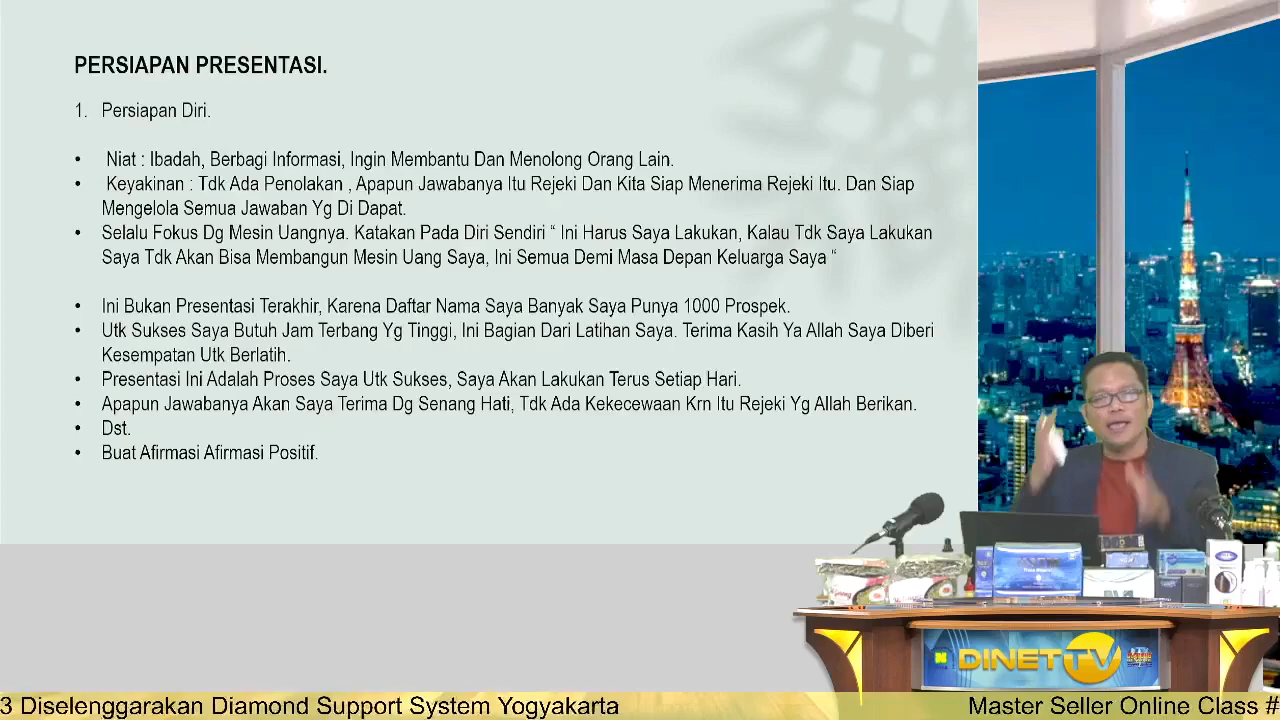 PERSIAPAN PRESENTASI.
1. Persiapan Diri.
• Niat : Ibadah, Berbagi Informasi, Ingin Membantu Dan Menolong Orang Lain.
• Keyakinan : Tdk Ada Penolakan , Apapun Jawabanya Itu Rejeki Dan Kita Siap Menerima Rejeki Itu. Dan Siap
Mengelola Semua Jawaban Yg Di Dapat.
• Selalu Fokus Dg Mesin Uangnya. Katakan Pada Diri Sendiri “ Ini Harus Saya Lakukan, Kalau Tdk Saya Lakukan
Saya Tdk Akan Bisa Membangun Mesin Uang Saya, Ini Semua Demi Masa Depan Keluarga Saya “
• Ini Bukan Presentasi Terakhir, Karena Daftar Nama Saya Banyak Saya Punya 1000 Prospek.
• Utk Sukses Saya Butuh Jam Terbang Yg Tinggi, Ini Bagian Dari Latihan Saya. Terima Kasih Ya Allah Saya Diberi
Kesempatan Utk Berlatih.
• Presentasi Ini Adalah Proses Saya Utk Sukses, Saya Akan Lakukan Terus Setiap Hari.
• Apapun Jawabanya Akan Saya Terima Dg Senang Hati, Tdk Ada Kekecewaan Krn Itu Rejeki Yg Allah Berikan.
• Dst.
• Buat Afirmasi Afirmasi Positif.
DINET TV
3 Diselenggarakan Diamond Support System Yogyakarta
Master Seller Online Class #